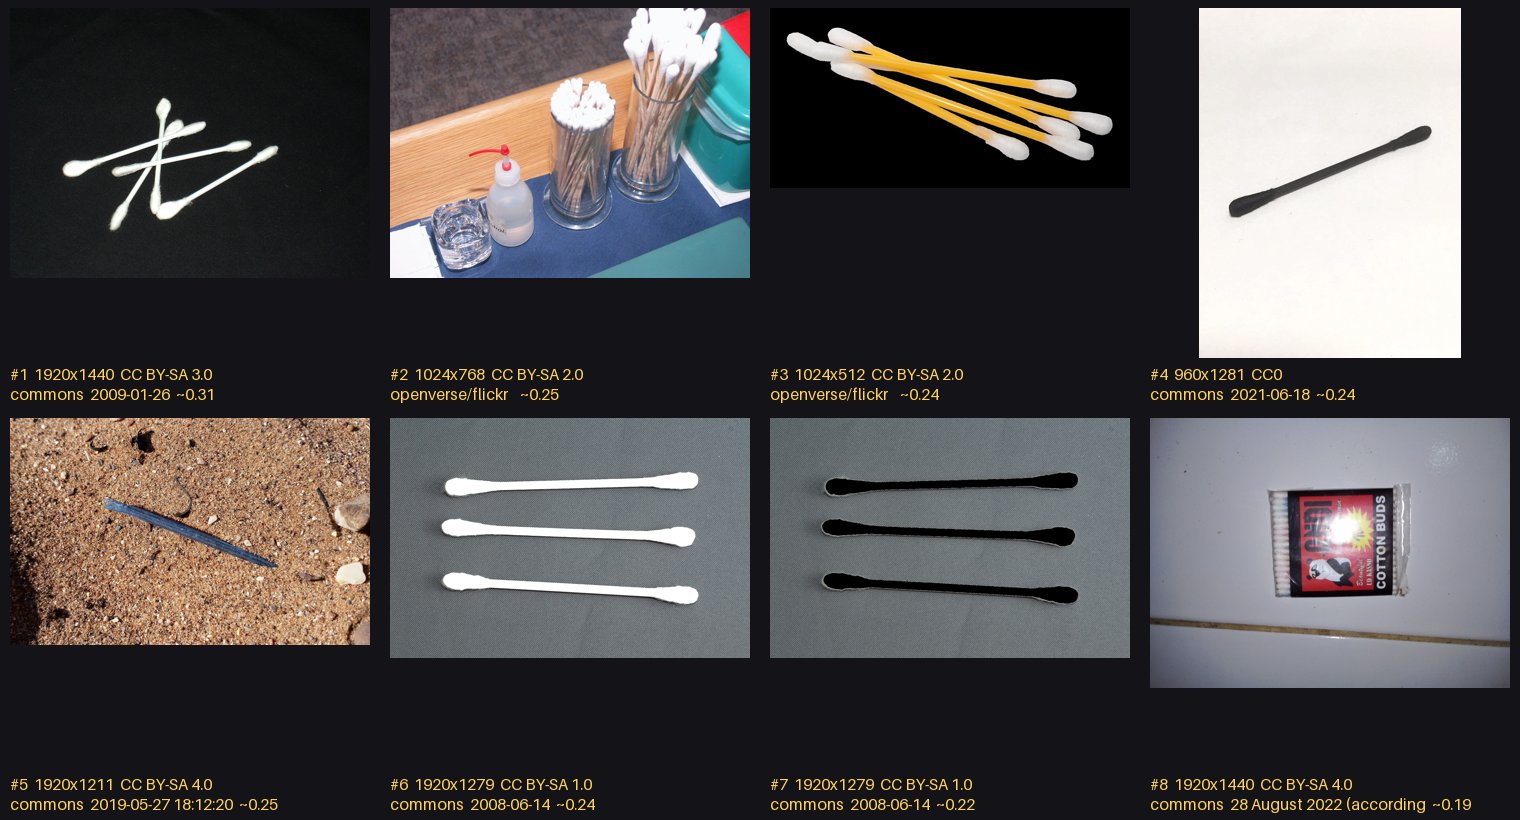 #1 1920x1440 CC BY-SA 3.0
commons 2009-01-26 ~0.31
#2 1024x768 CC BY-SA 2.0
openverse/flickr ~0.25
#3 1024x512 CC BY-SA 2.0
openverse/flickr ~0.24
#4 960x1281 CC0
commons 2021-06-18 ~0.24
COTTON BUDS
#5 1920x1211 CC BY-SA 4.0
commons 2019-05-27 18:12:20 ~0.25
#6 1920x1279 CC BY-SA 1.0
commons 2008-06-14 ~0.24
#7 1920x1279 CC BY-SA 1.0
commons 2008-06-14 ~0.22
#8 1920x1440 CC BY-SA 4.0
commons 28 August 2022 (according ~0.19